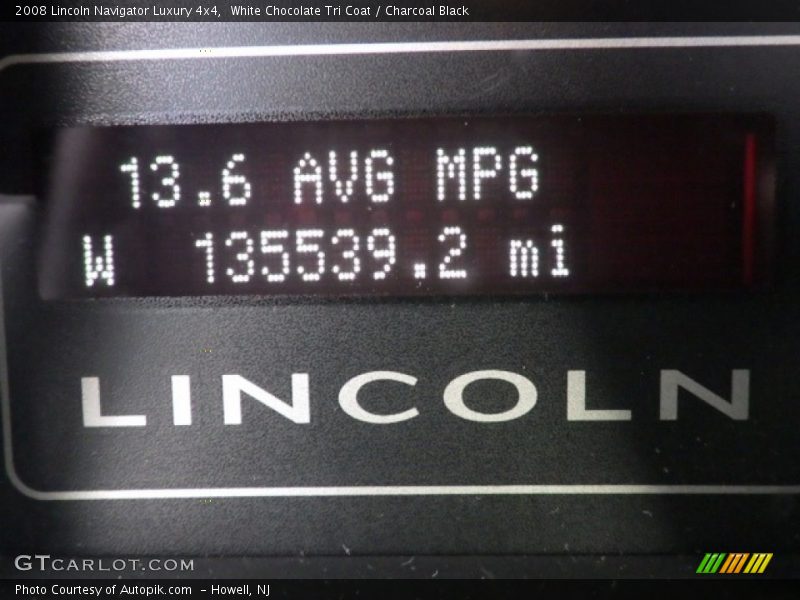 2008 Lincoln Navigator Luxury 4x4,  White Chocolate Tri Coat / Charcoal Black
13.6 AVG MPG
W 135539.2 mi
LINCOLN
GTCARLOT.COM
Photo Courtesy of Autopik.com  – Howell, NJ